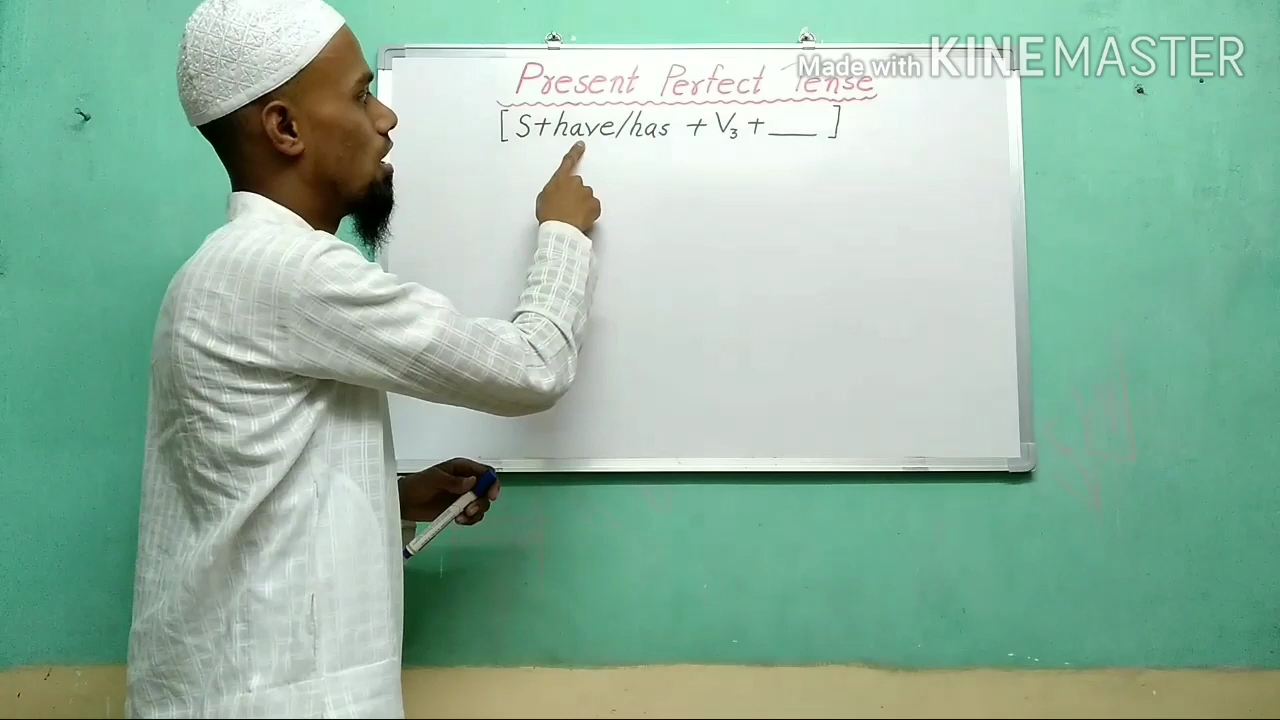 Made with KINEMASTER
Present Perfect Tense
[S+have/has +V₃+___]